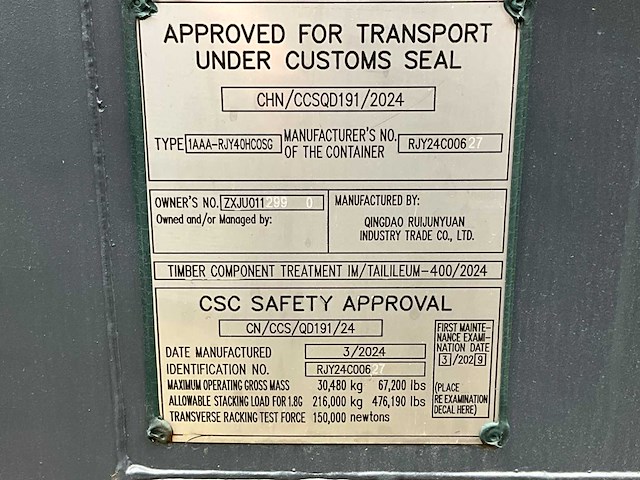 APPROVED FOR TRANSPORT
UNDER CUSTOMS SEAL
CHN/CCSQD191/2024
TYPE 1AAA-RJY40HCOSG MANUFACTURER'S NO. OF THE CONTAINER RJY24C00627
OWNER'S NO. ZXJU011299 0
Owned and/or Managed by:
MANUFACTURED BY:
QINGDAO RUIJUNYUAN
INDUSTRY TRADE CO., LTD.
TIMBER COMPONENT TREATMENT IM/TAILILEUM-400/2024
CSC SAFETY APPROVAL
CN/CCS/QD191/24
DATE MANUFACTURED 3/2024
IDENTIFICATION NO. RJY24C00627
MAXIMUM OPERATING GROSS MASS 30,480 kg 67,200 lbs
ALLOWABLE STACKING LOAD FOR 1.8G 216,000 kg 476,190 lbs
TRANSVERSE RACKING TEST FORCE 150,000 newtons
FIRST MAINTE-
NANCE EXAMI-
NATION DATE
3/2029
(PLACE
RE EXAMINATION
DECAL HERE)